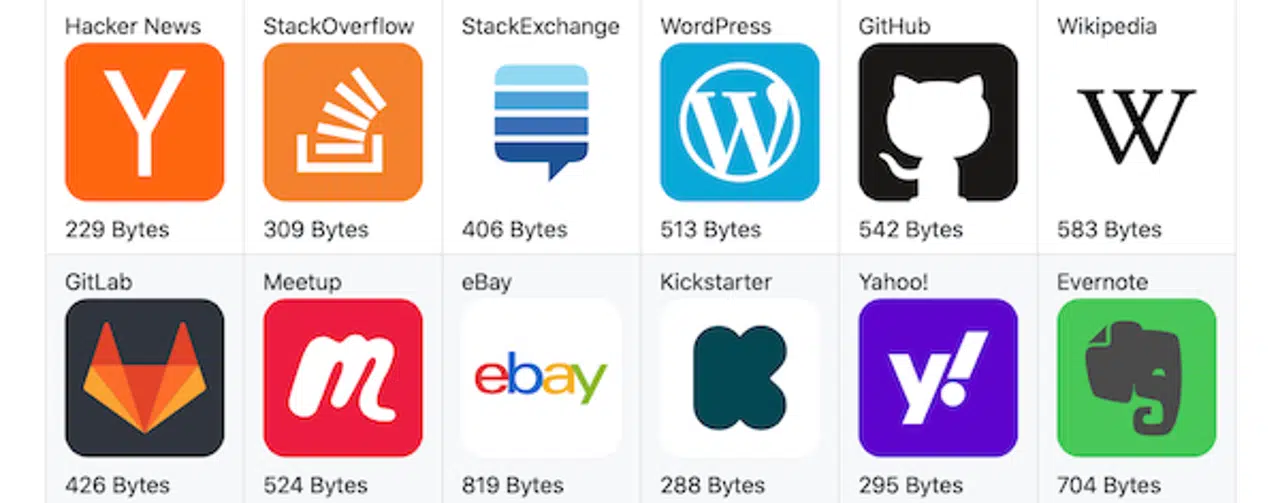 Hacker News StackOverflow StackExchange WordPress GitHub Wikipedia
Y W W
229 Bytes 309 Bytes 406 Bytes 513 Bytes 542 Bytes 583 Bytes
GitLab Meetup eBay Kickstarter Yahoo! Evernote
m ebay K y!
426 Bytes 524 Bytes 819 Bytes 288 Bytes 295 Bytes 704 Bytes